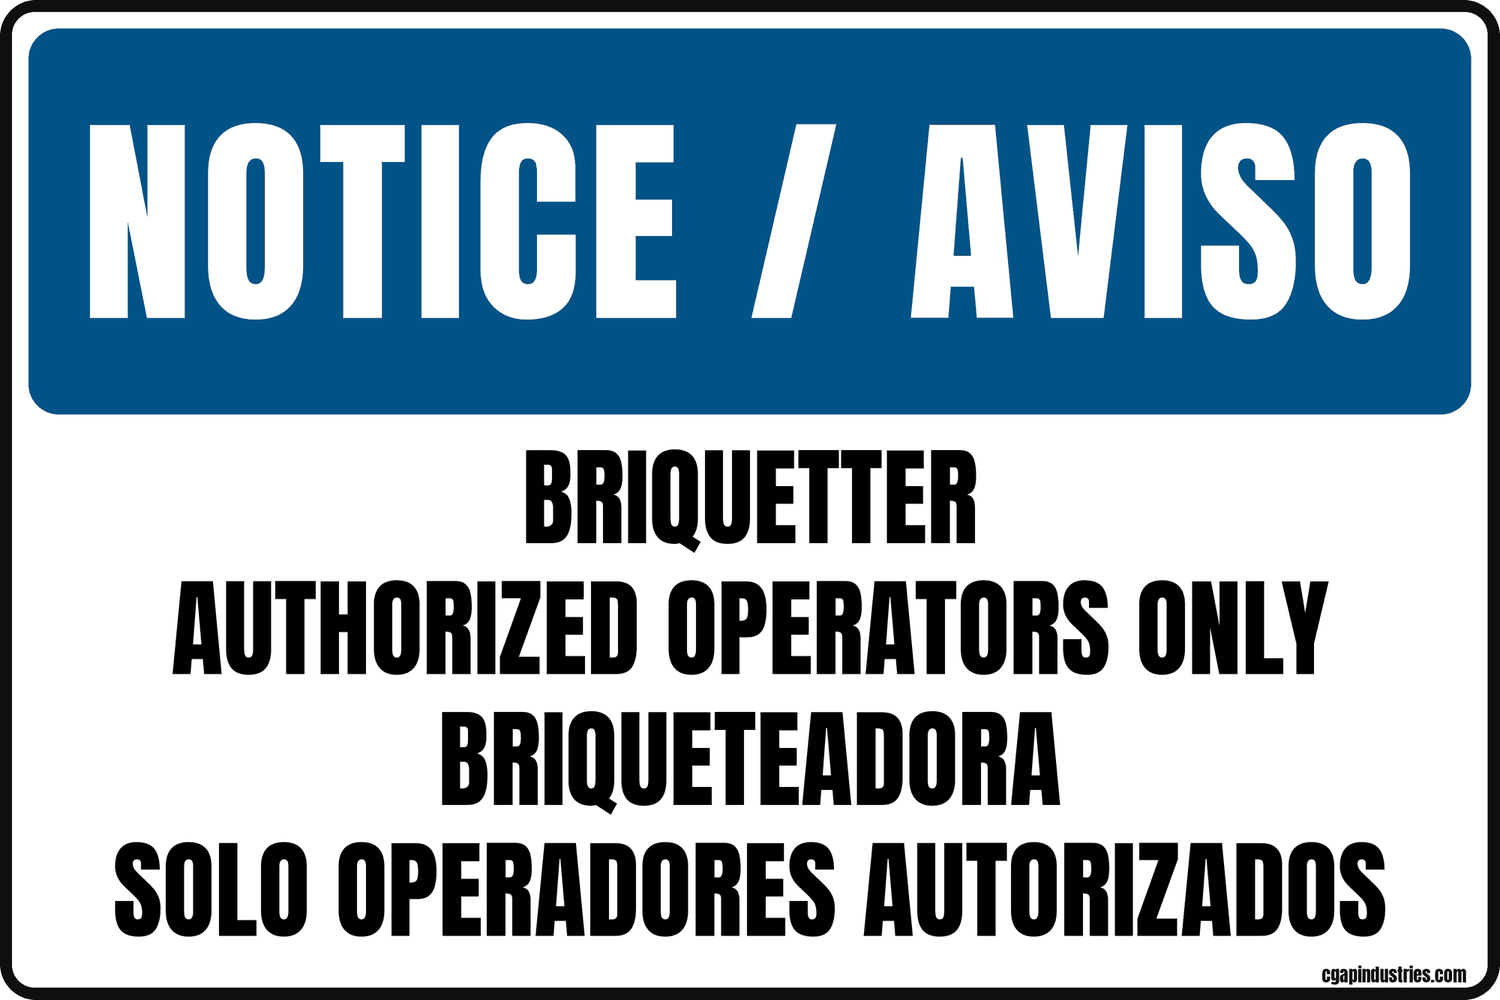 NOTICE / AVISO
BRIQUETTER
AUTHORIZED OPERATORS ONLY
BRIQUETEADORA
SOLO OPERADORES AUTORIZADOS
cgapindustries.com